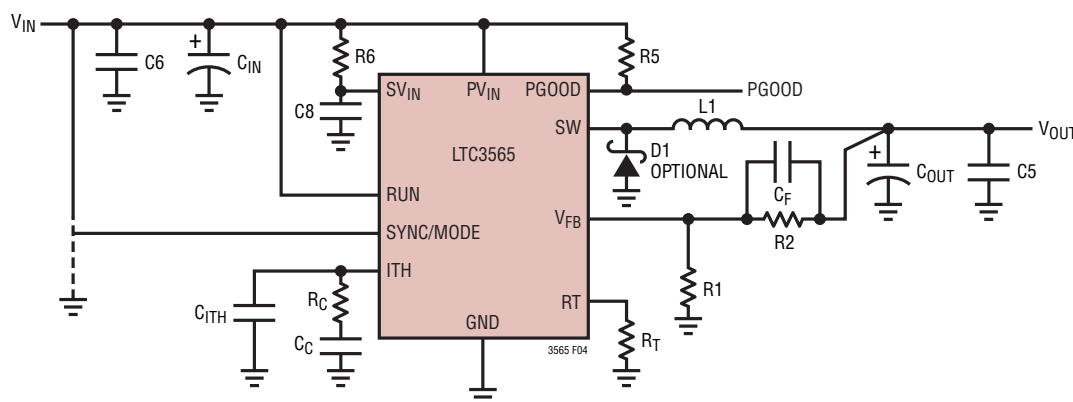 VIN
C6
+
CIN
R6
C8
R5
SVIN
PVIN
PGOOD
PGOOD
SW
L1
VOUT
LTC3565
D1
OPTIONAL
+
COUT
C5
CF
RUN
VFB
R2
SYNC/MODE
ITH
R1
RC
RT
CITH
GND
CC
RT
3565 F04